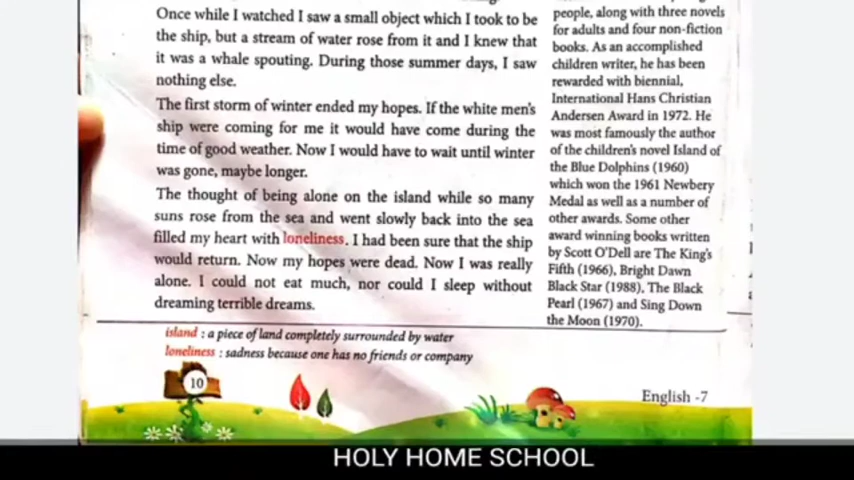 Once while I watched I saw a small object which I took to be
the ship, but a stream of water rose from it and I knew that
it was a whale spouting. During those summer days, I saw
nothing else.
The first storm of winter ended my hopes. If the white men's
ship were coming for me it would have come during the
time of good weather. Now I would have to wait until winter
was gone, maybe longer.
The thought of being alone on the island while so many
suns rose from the sea and went slowly back into the sea
filled my heart with loneliness. I had been sure that the ship
would return. Now my hopes were dead. Now I was really
alone. I could not eat much, nor could I sleep without
dreaming terrible dreams.
people, along with three novels
for adults and four non-fiction
books. As an accomplished
children writer, he has been
rewarded with biennial,
International Hans Christian
Andersen Award in 1972. He
was most famously the author
of the children's novel Island of
the Blue Dolphins (1960)
which won the 1961 Newbery
Medal as well as a number of
other awards. Some other
award winning books written
by Scott O'Dell are The King's
Fifth (1966), Bright Dawn
Black Star (1988), The Black
Pearl (1967) and Sing Down
the Moon (1970).
island : a piece of land completely surrounded by water
loneliness : sadness because one has no friends or company
10
English -7
HOLY HOME SCHOOL